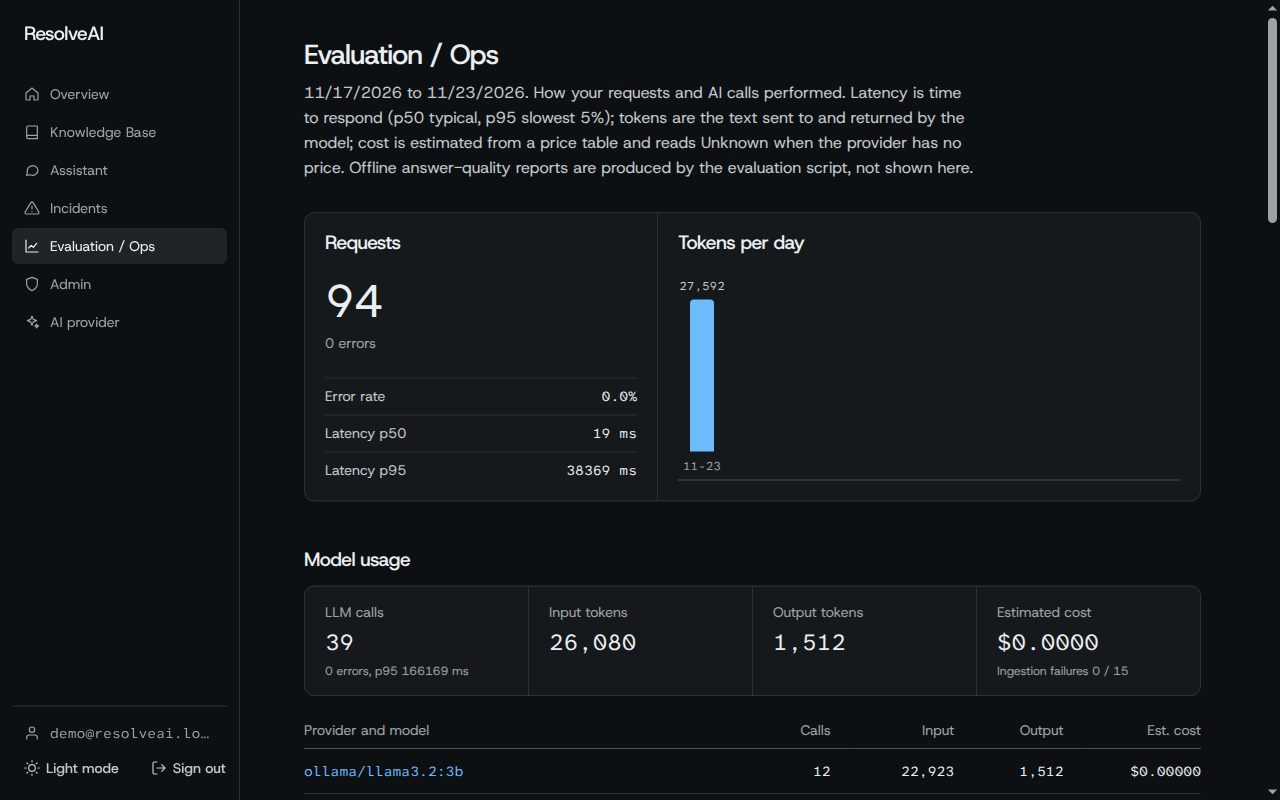 ResolveAI
Overview
Knowledge Base
Assistant
Incidents
Evaluation / Ops
Admin
AI provider
demo@resolveai.lo…
Light mode
Sign out
Evaluation / Ops
11/17/2026 to 11/23/2026. How your requests and AI calls performed. Latency is time
to respond (p50 typical, p95 slowest 5%); tokens are the text sent to and returned by the
model; cost is estimated from a price table and reads Unknown when the provider has no
price. Offline answer-quality reports are produced by the evaluation script, not shown here.
Requests
94
0 errors
Error rate 0.0%
Latency p50 19 ms
Latency p95 38369 ms
Tokens per day
27,592
11-23
Model usage
LLM calls
39
0 errors, p95 166169 ms
Input tokens
26,080
Output tokens
1,512
Estimated cost
$0.0000
Ingestion failures 0 / 15
Provider and model Calls Input Output Est. cost
ollama/llama3.2:3b 12 22,923 1,512 $0.00000